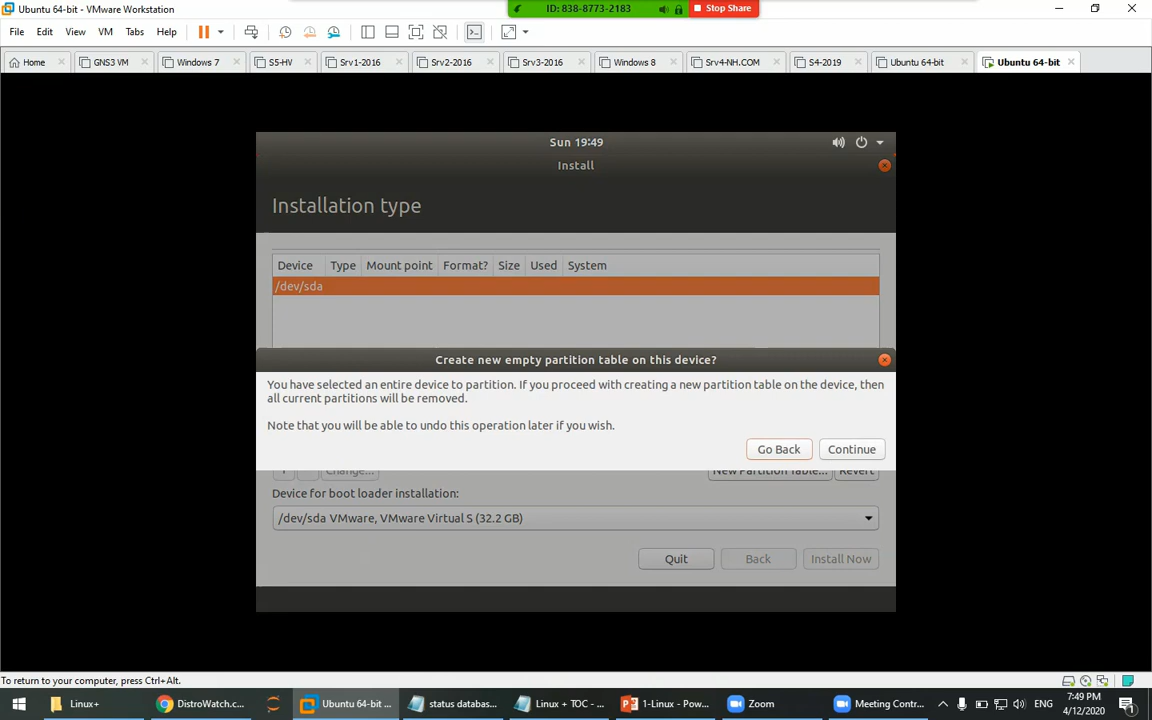 Ubuntu 64-bit - VMware Workstation
ID: 838-8773-2183
Stop Share
File Edit View VM Tabs Help
Home
GNS3 VM
Windows 7
S5-HV
Srv1-2016
Srv2-2016
Srv3-2016
Windows 8
Srv4-NH.COM
S4-2019
Ubuntu 64-bit
Ubuntu 64-bit
Sun 19:49
Install
Installation type
Device Type Mount point Format? Size Used System
/dev/sda
Create new empty partition table on this device?
You have selected an entire device to partition. If you proceed with creating a new partition table on the device, then
all current partitions will be removed.
Note that you will be able to undo this operation later if you wish.
Go Back Continue
+ Change... New Partition Table... Revert
Device for boot loader installation:
/dev/sda VMware, VMware Virtual S (32.2 GB)
Quit Back Install Now
To return to your computer, press Ctrl+Alt.
Linux+
DistroWatch.c...
Ubuntu 64-bit ...
status databas...
Linux + TOC - ...
1-Linux - Pow...
Zoom
Meeting Contr...
ENG
7:49 PM
4/12/2020
1